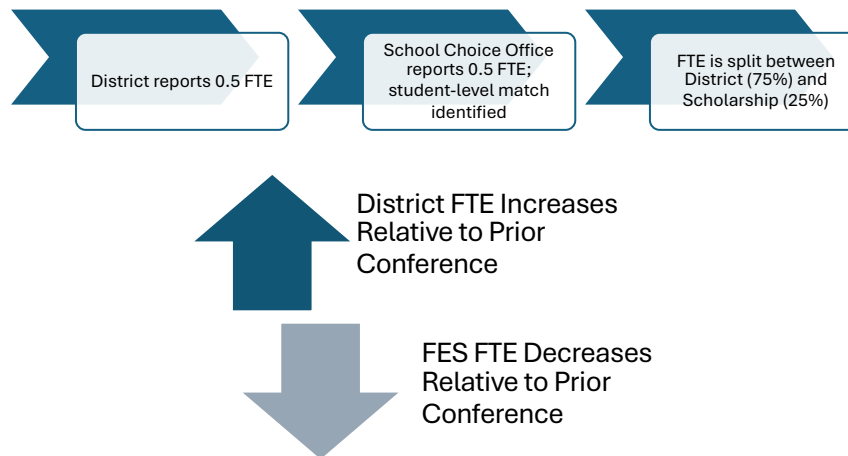 District reports 0.5 FTE
School Choice Office
reports 0.5 FTE;
student-level match
identified
FTE is split between
District (75%) and
Scholarship (25%)
District FTE Increases
Relative to Prior
Conference
FES FTE Decreases
Relative to Prior
Conference